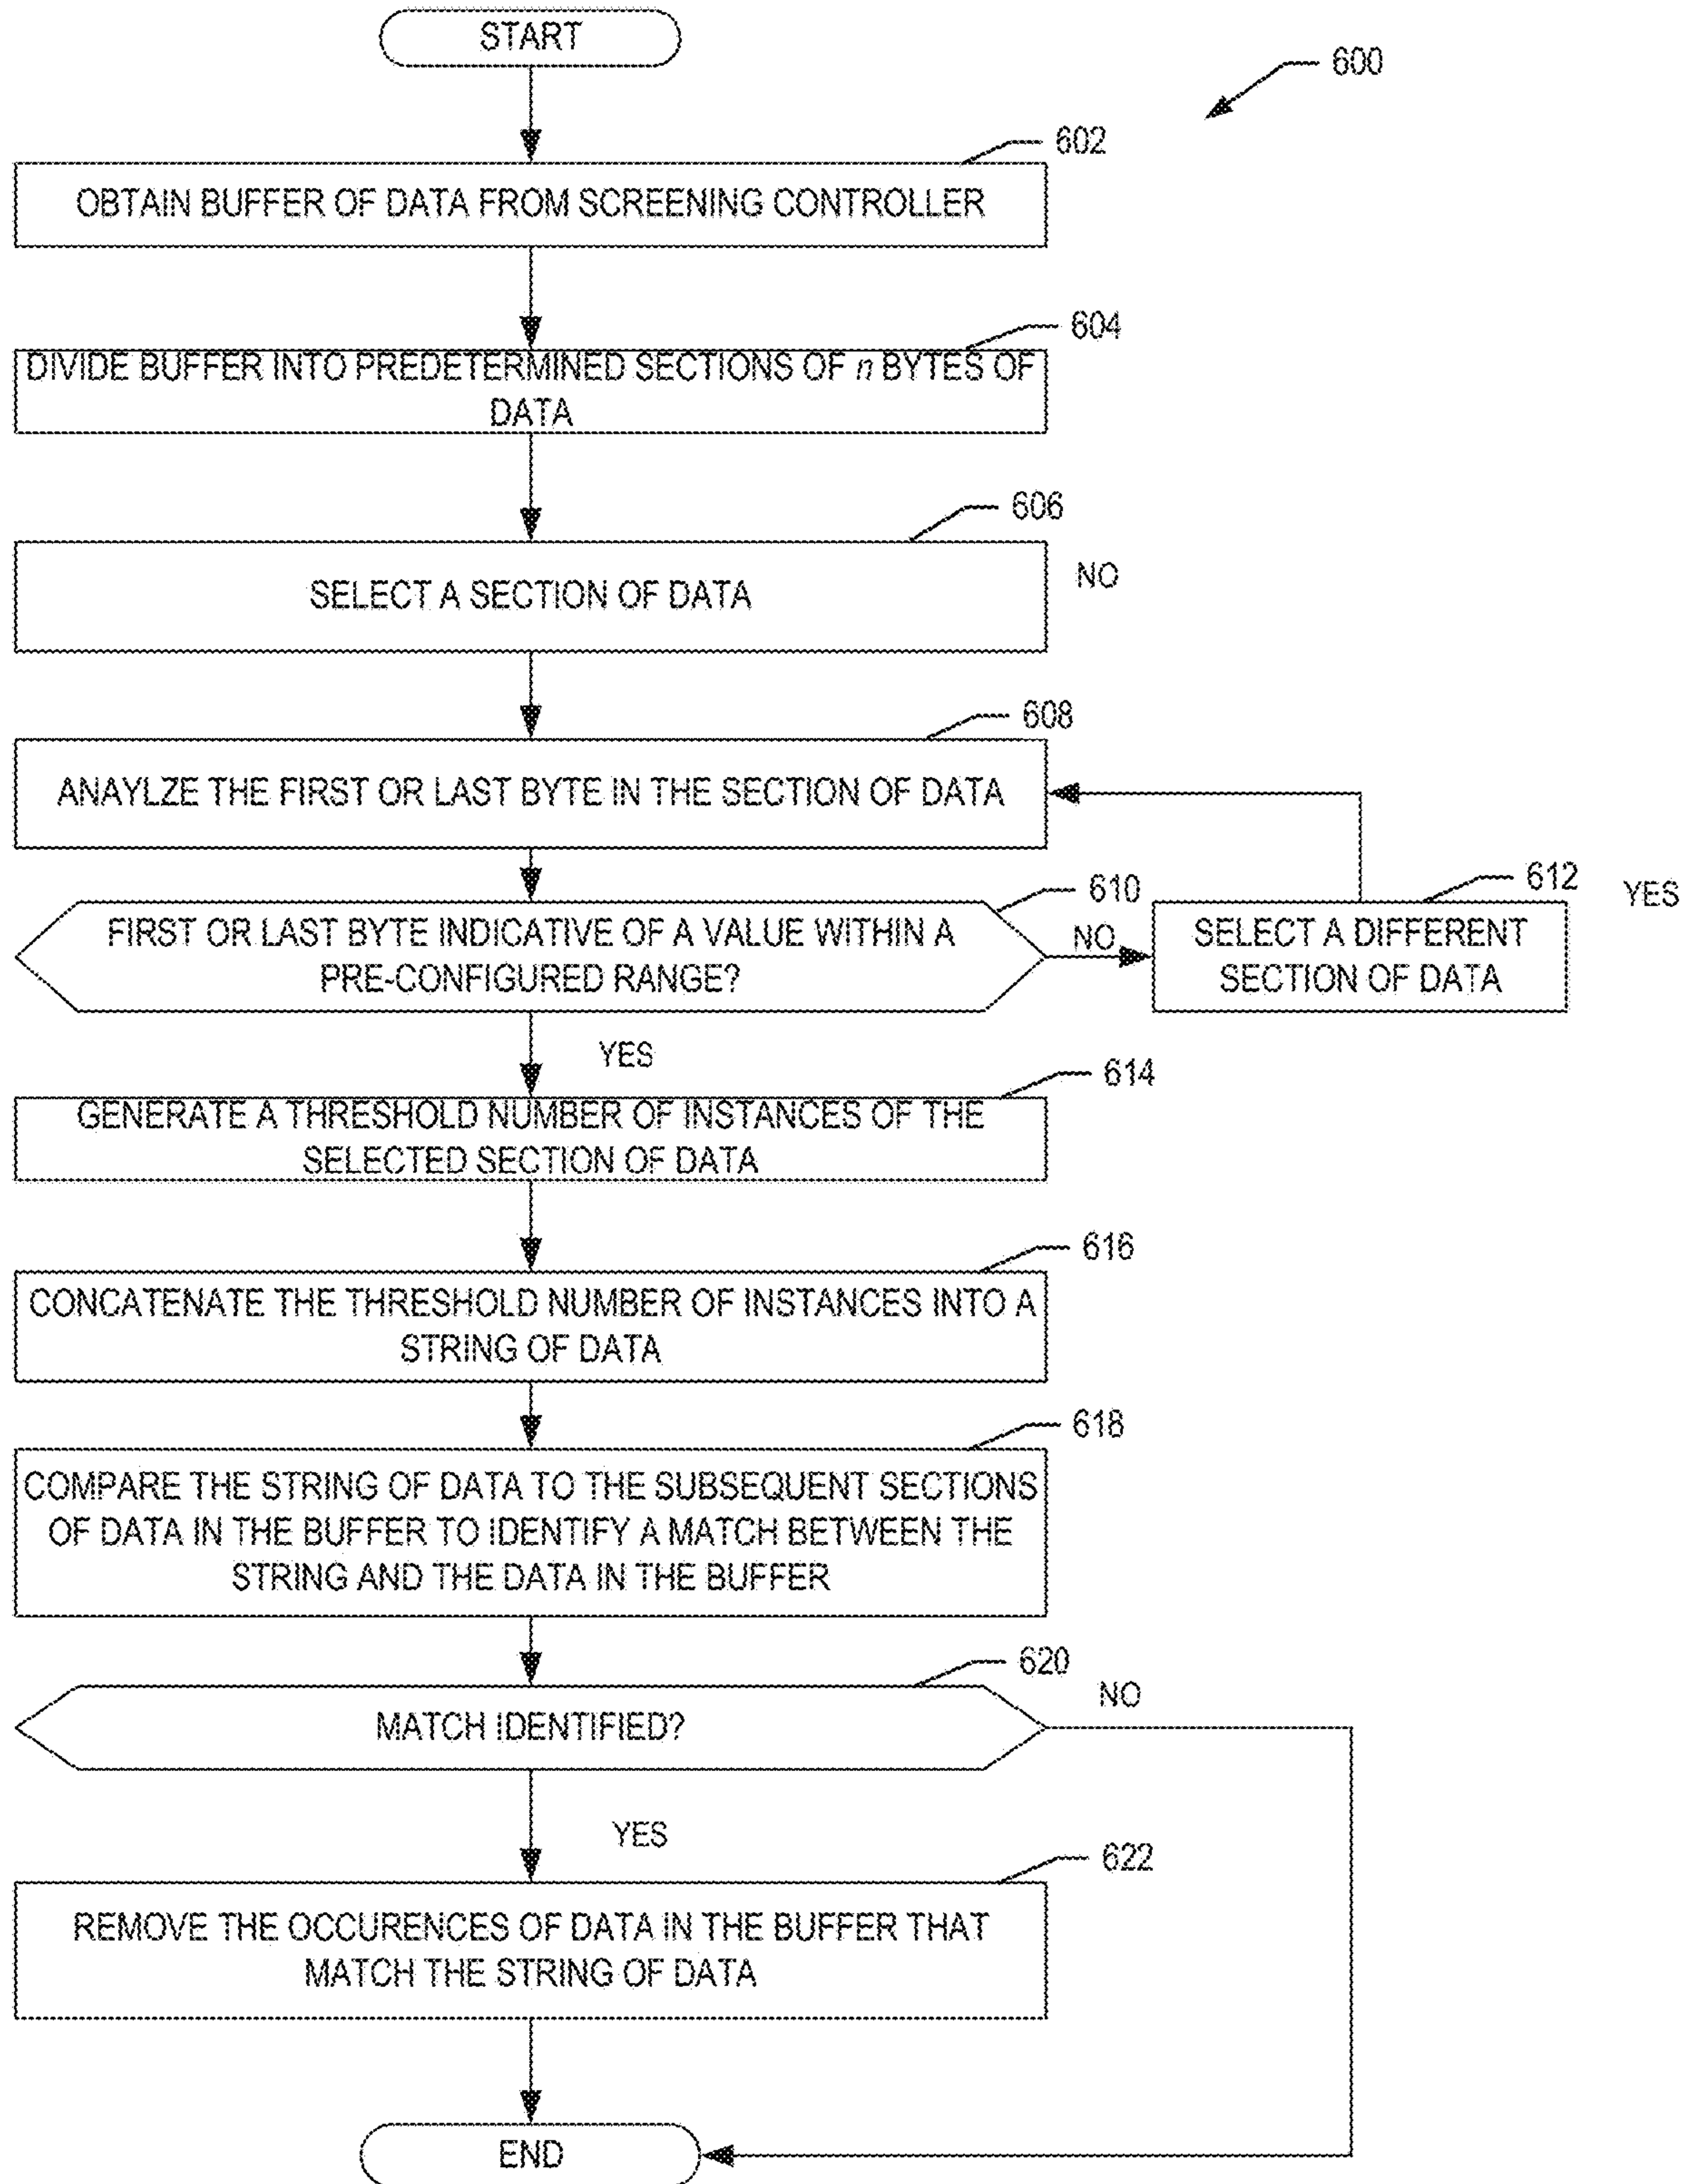 START
600
602
OBTAIN BUFFER OF DATA FROM SCREENING CONTROLLER
604
DIVIDE BUFFER INTO PREDETERMINED SECTIONS OF n BYTES OF
DATA
606
NO
SELECT A SECTION OF DATA
608
ANAYLZE THE FIRST OR LAST BYTE IN THE SECTION OF DATA
610
612
YES
FIRST OR LAST BYTE INDICATIVE OF A VALUE WITHIN A
PRE-CONFIGURED RANGE?
NO
SELECT A DIFFERENT
SECTION OF DATA
YES
614
GENERATE A THRESHOLD NUMBER OF INSTANCES OF THE
SELECTED SECTION OF DATA
616
CONCATENATE THE THRESHOLD NUMBER OF INSTANCES INTO A
STRING OF DATA
618
COMPARE THE STRING OF DATA TO THE SUBSEQUENT SECTIONS
OF DATA IN THE BUFFER TO IDENTIFY A MATCH BETWEEN THE
STRING AND THE DATA IN THE BUFFER
620
NO
MATCH IDENTIFIED?
YES
622
REMOVE THE OCCURENCES OF DATA IN THE BUFFER THAT
MATCH THE STRING OF DATA
END